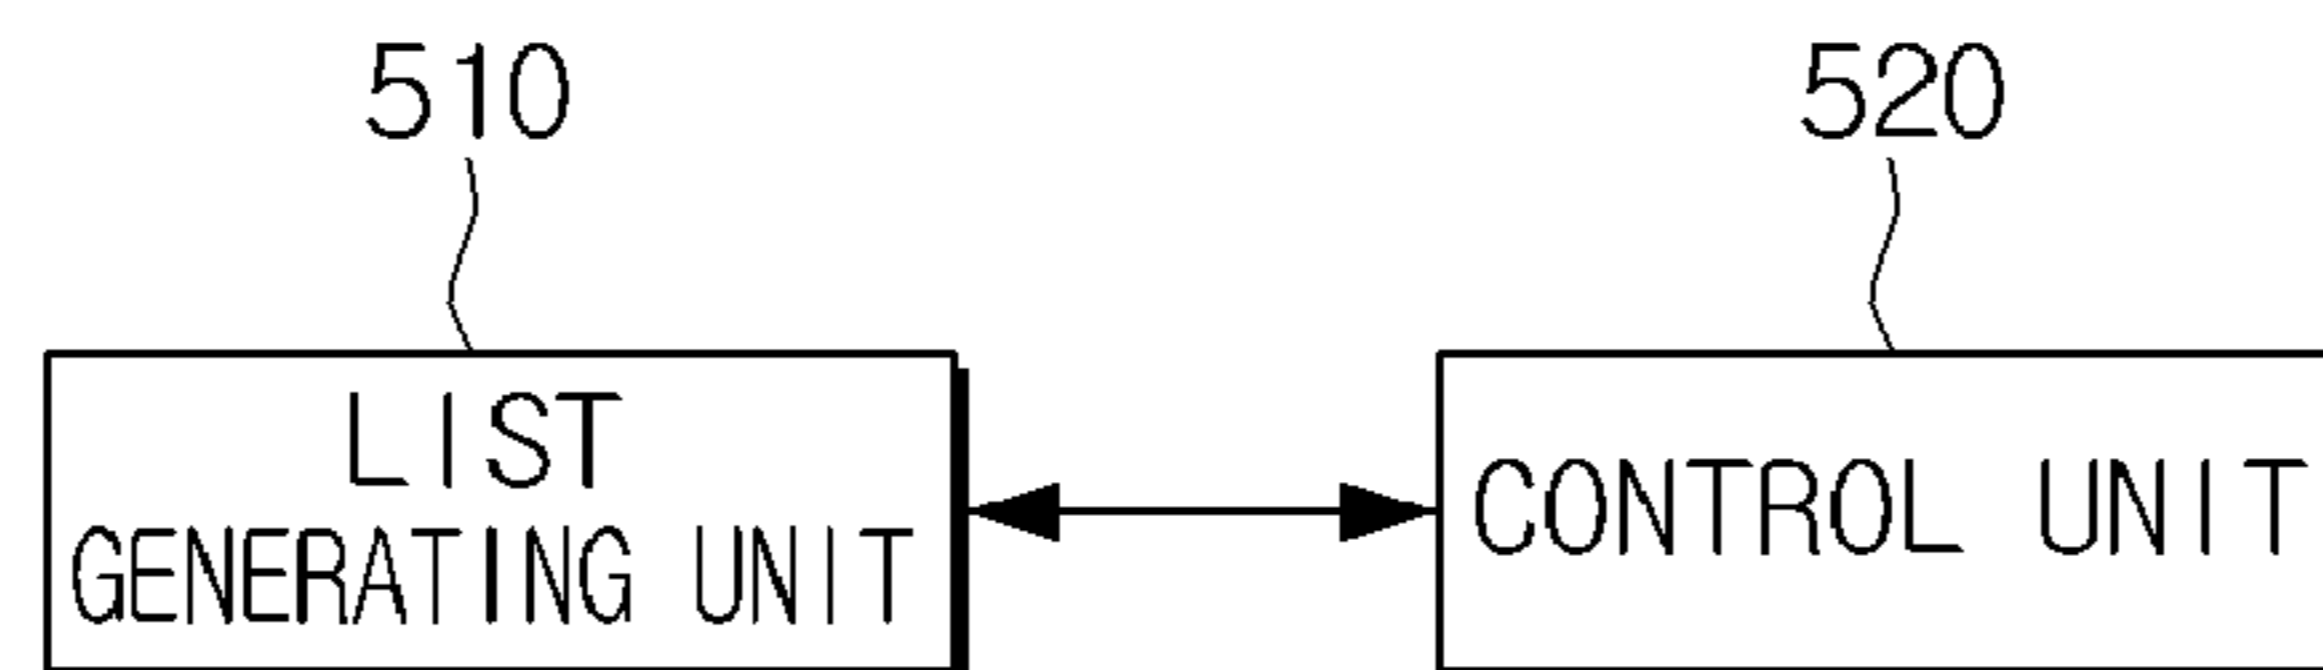 510
520
LIST
GENERATING UNIT
CONTROL UNIT